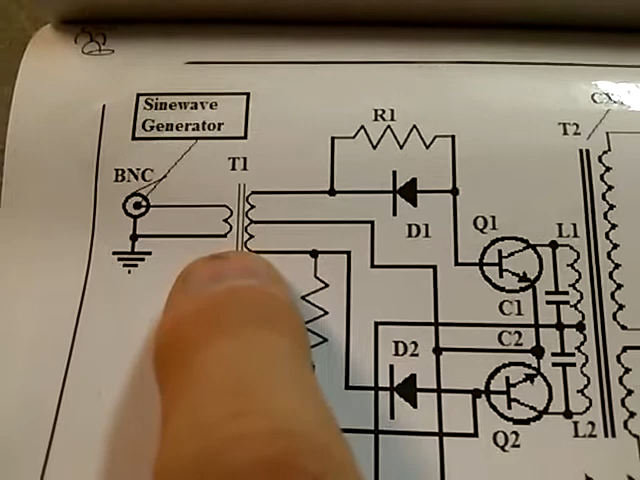 Sinewave
Generator
R1
T2
BNC
T1
D1
Q1
L1
C1
C2
D2
Q2
L2